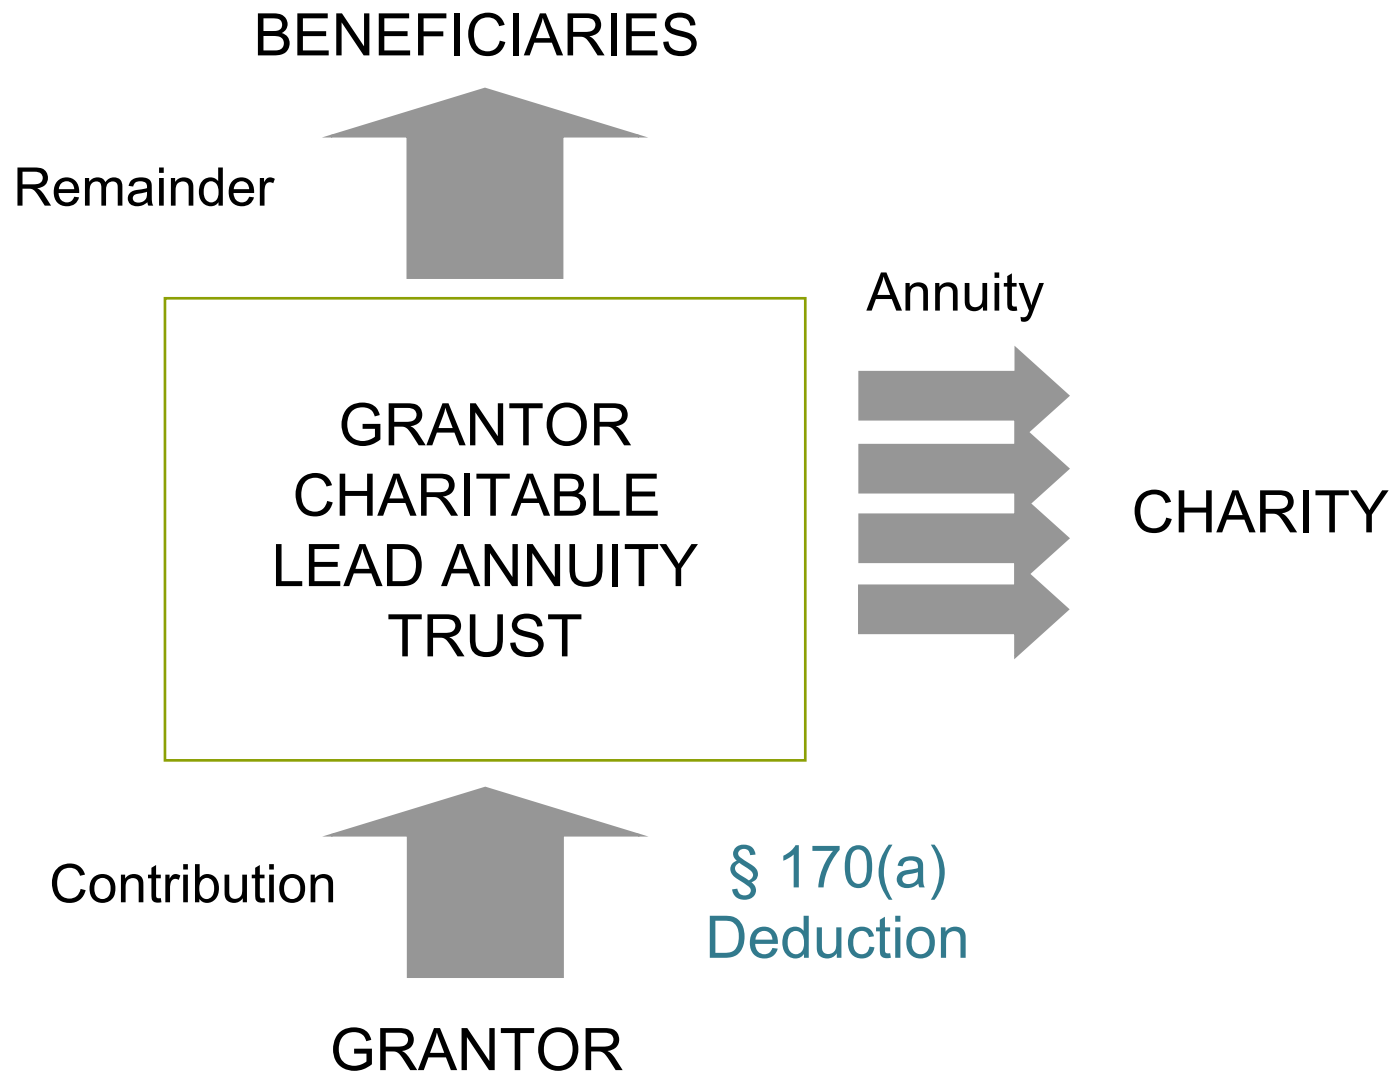 BENEFICIARIES
Remainder
Annuity
GRANTOR
CHARITABLE
LEAD ANNUITY
TRUST
CHARITY
Contribution
§ 170(a)
Deduction
GRANTOR